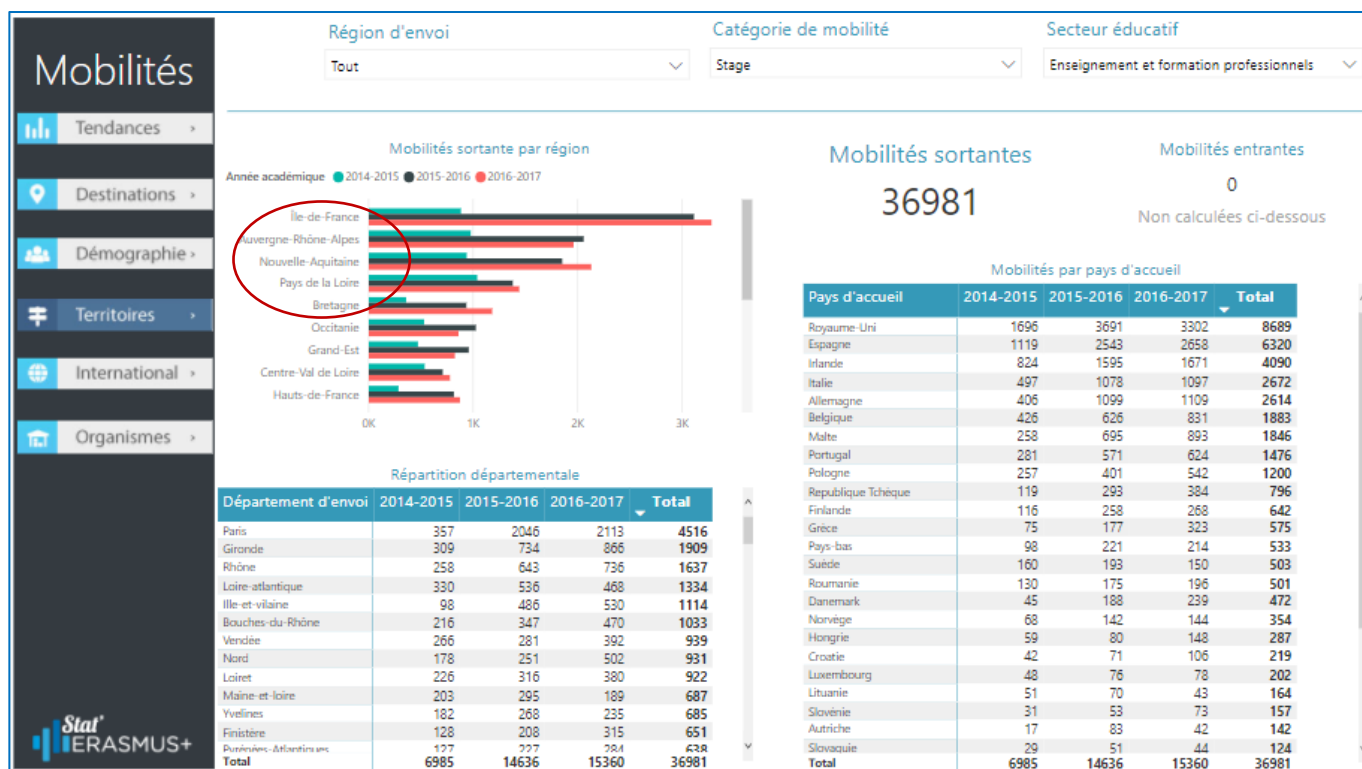 Mobilités
Tendances
Destinations
Démographie
Territoires
International
Organismes
Stat'
ERASMUS+
Région d'envoi
Tout
Catégorie de mobilité
Stage
Secteur éducatif
Enseignement et formation professionnels
Mobilités sortante par région
Année académique 2014-2015 2015-2016 2016-2017
Île-de-France
Auvergne-Rhône-Alpes
Nouvelle-Aquitaine
Pays de la Loire
Bretagne
Occitanie
Grand-Est
Centre-Val de Loire
Hauts-de-France
0K 1K 2K 3K
Mobilités sortantes
36981
Mobilités entrantes
0
Non calculées ci-dessous
Répartition départementale
Département d'envoi 2014-2015 2015-2016 2016-2017 Total
Paris 357 2046 2113 4516
Gironde 309 734 866 1909
Rhône 258 643 736 1637
Loire-atlantique 330 536 468 1334
Ille-et-vilaine 98 486 530 1114
Bouches-du-Rhône 216 347 470 1033
Vendée 266 281 392 939
Nord 178 251 502 931
Loiret 226 316 380 922
Maine-et-loire 203 295 189 687
Yvelines 182 268 235 685
Finistère 128 208 315 651
Pyrénées-Atlantiques 127 227 284 638
Total 6985 14636 15360 36981
Mobilités par pays d'accueil
Pays d'accueil 2014-2015 2015-2016 2016-2017 Total
Royaume-Uni 1696 3691 3302 8689
Espagne 1119 2543 2658 6320
Irlande 824 1595 1671 4090
Italie 497 1078 1097 2672
Allemagne 406 1099 1109 2614
Belgique 426 626 831 1883
Malte 258 695 893 1846
Portugal 281 571 624 1476
Pologne 257 401 542 1200
Republique Tchèque 119 293 384 796
Finlande 116 258 268 642
Grèce 75 177 323 575
Pays-bas 98 221 214 533
Suède 160 193 150 503
Roumanie 130 175 196 501
Danemark 45 188 239 472
Norvège 68 142 144 354
Hongrie 59 80 148 287
Croatie 42 71 106 219
Luxembourg 48 76 78 202
Lituanie 51 70 43 164
Slovénie 31 53 73 157
Autriche 17 83 42 142
Slovaquie 29 51 44 124
Total 6985 14636 15360 36981